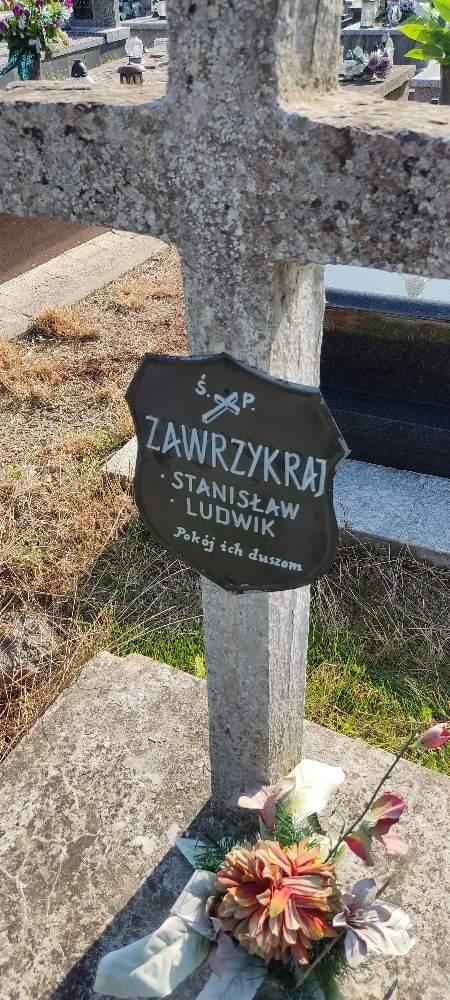 Ś. P.
ZAWRZYKRAJ
· STANISŁAW
· LUDWIK
Pokój ich duszom